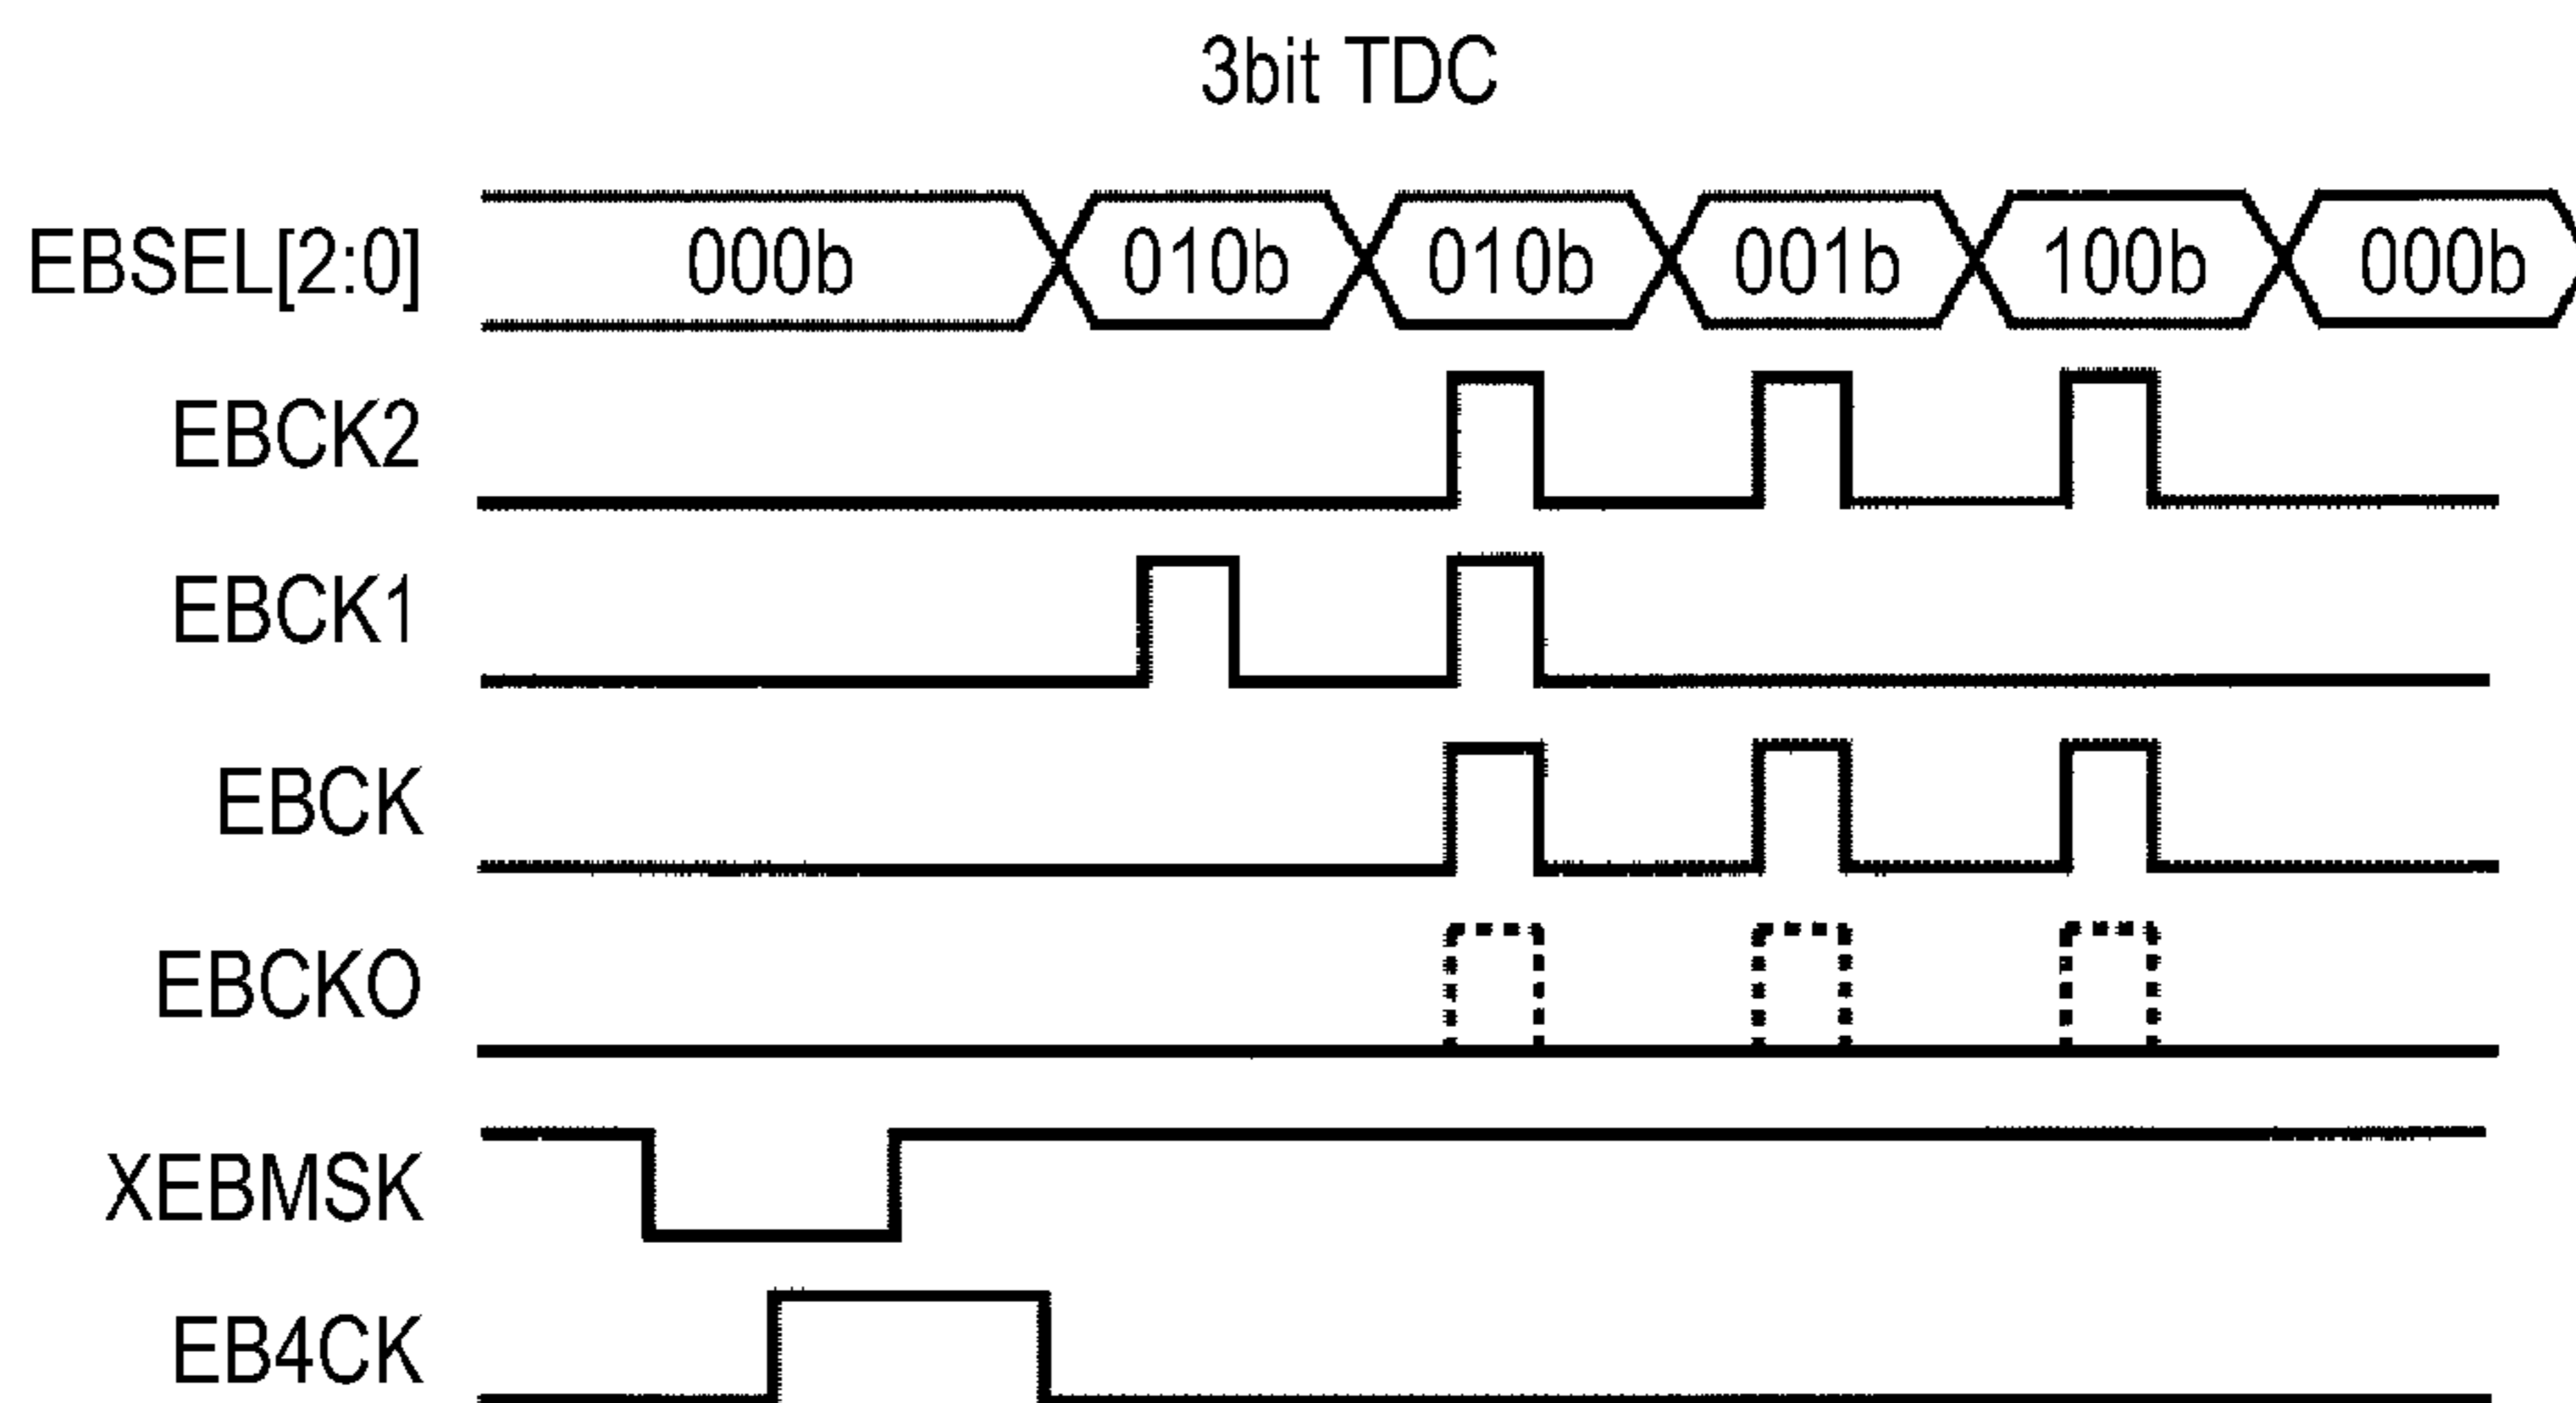 3bit TDC
EBSEL[2:0] 000b 010b 010b 001b 100b 000b
EBCK2
EBCK1
EBCK
EBCKO
XEBMSK
EB4CK